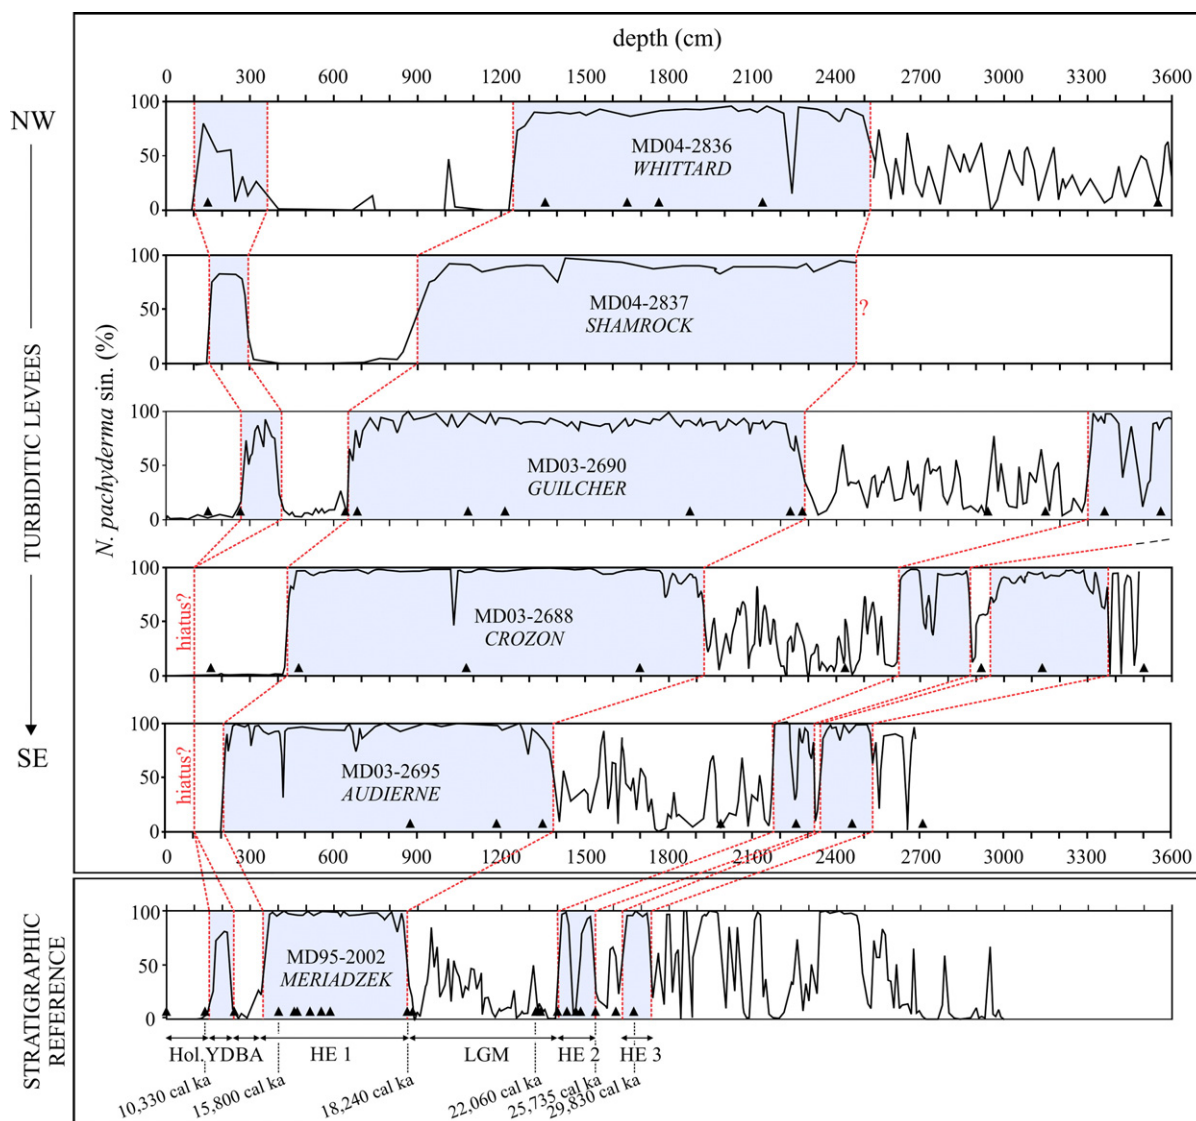 depth (cm)
0 300 600 900 1200 1500 1800 2100 2400 2700 3000 3300 3600
NW
TURBIDITIC LEVEES
SE
N. pachyderma sin. (%)
100
50
0
MD04-2836
WHITTARD
100
50
0
MD04-2837
SHAMROCK
?
100
50
0
MD03-2690
GUILCHER
hiatus?
100
50
0
MD03-2688
CROZON
hiatus?
100
50
0
MD03-2695
AUDIERNE
0 300 600 900 1200 1500 1800 2100 2400 2700 3000 3300 3600
STRATIGRAPHIC
REFERENCE
100
50
0
MD95-2002
MERIADZEK
Hol. YD BA HE 1 LGM HE 2 HE 3
10,330 cal ka
15,800 cal ka
18,240 cal ka
22,060 cal ka
25,735 cal ka
29,830 cal ka